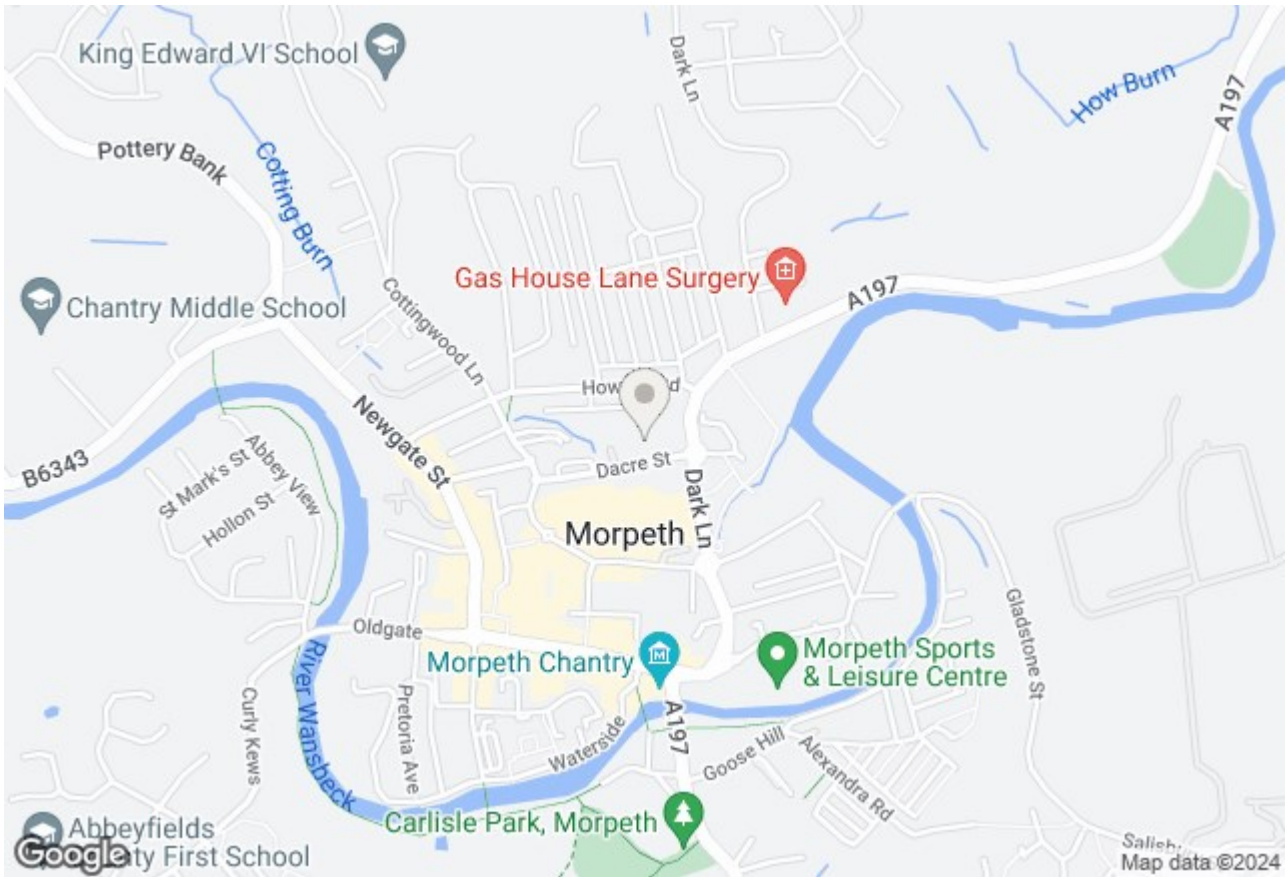 King Edward VI School
Dark Ln
How Burn
A197
Pottery Bank
Cotting Burn
Gas House Lane Surgery
A197
Chantry Middle School
Cottingwood Ln
Newgate St
Dacre St
B6343
St Mark's St
Abbey View
Hollon St
Dark Ln
Morpeth
Gladstone St
Oldgate
Morpeth Chantry
Morpeth Sports
& Leisure Centre
River Wansbeck
Curly Kews
Pretoria Ave
Waterside
A197
Goose Hill
Alexandra Rd
Carlisle Park, Morpeth
Abbeyfields
First School
Google
Map data ©2024